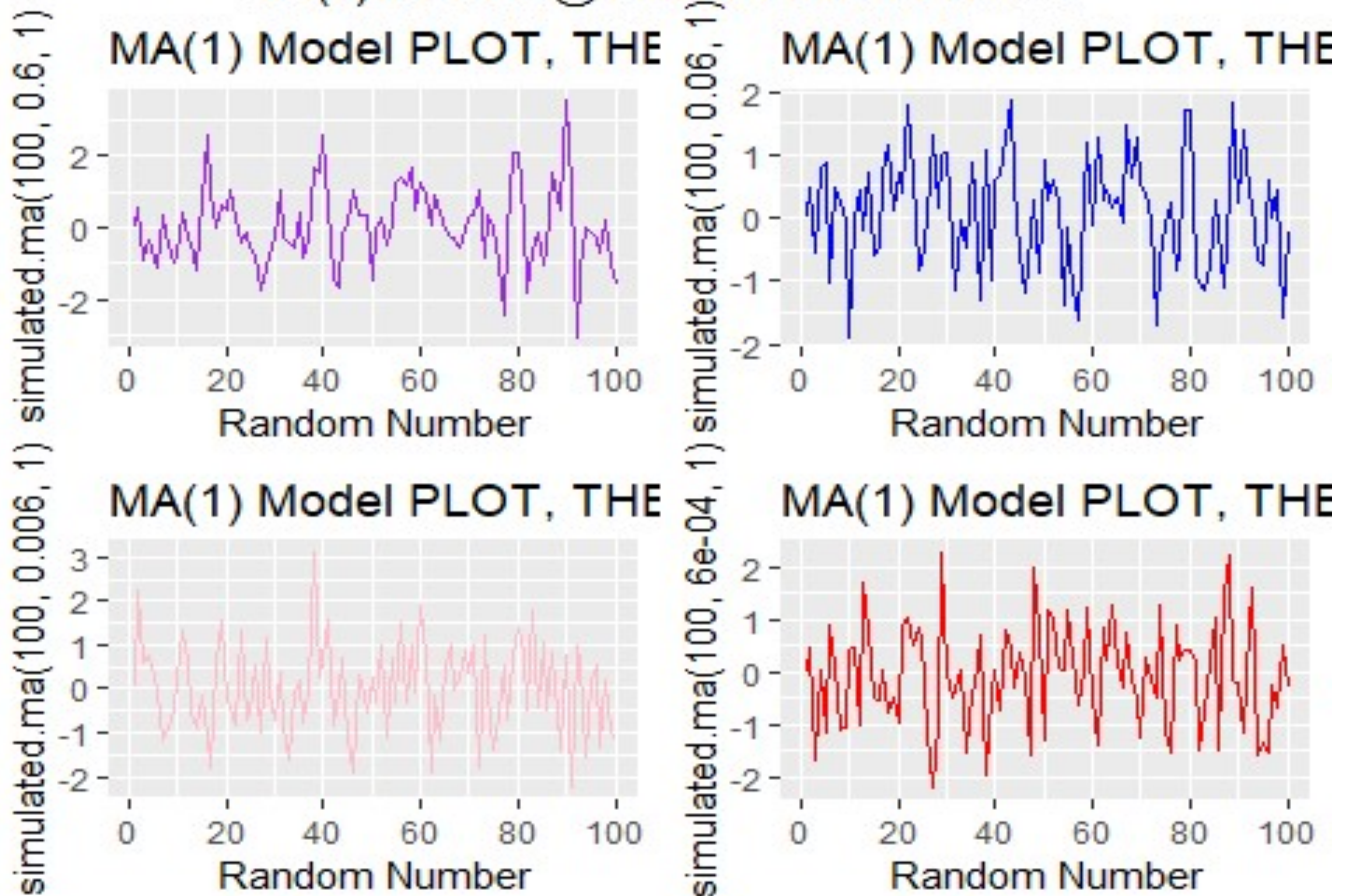 MA(1) Model PLOT, THE
simulated.ma(100, 0.6, 1)
2
0
-2
0 20 40 60 80 100
Random Number
MA(1) Model PLOT, THE
simulated.ma(100, 0.06, 1)
2
1
0
-1
-2
0 20 40 60 80 100
Random Number
MA(1) Model PLOT, THE
simulated.ma(100, 0.006, 1)
3
2
1
0
-1
-2
0 20 40 60 80 100
Random Number
MA(1) Model PLOT, THE
simulated.ma(100, 6e-04, 1)
2
1
0
-1
-2
0 20 40 60 80 100
Random Number